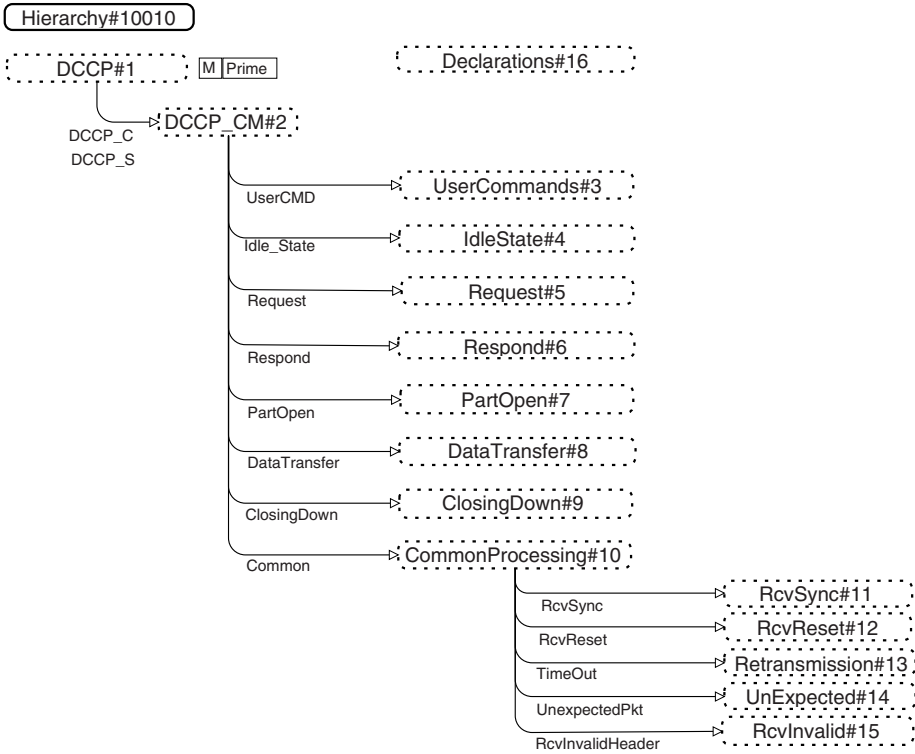 Hierarchy#10010
DCCP#1
M Prime
Declarations#16
DCCP_C
DCCP_S
DCCP_CM#2
UserCMD
UserCommands#3
Idle_State
IdleState#4
Request
Request#5
Respond
Respond#6
PartOpen
PartOpen#7
DataTransfer
DataTransfer#8
ClosingDown
ClosingDown#9
Common
CommonProcessing#10
RcvSync
RcvSync#11
RcvReset
RcvReset#12
TimeOut
Retransmission#13
UnexpectedPkt
UnExpected#14
RcvInvalidHeader
RcvInvalid#15